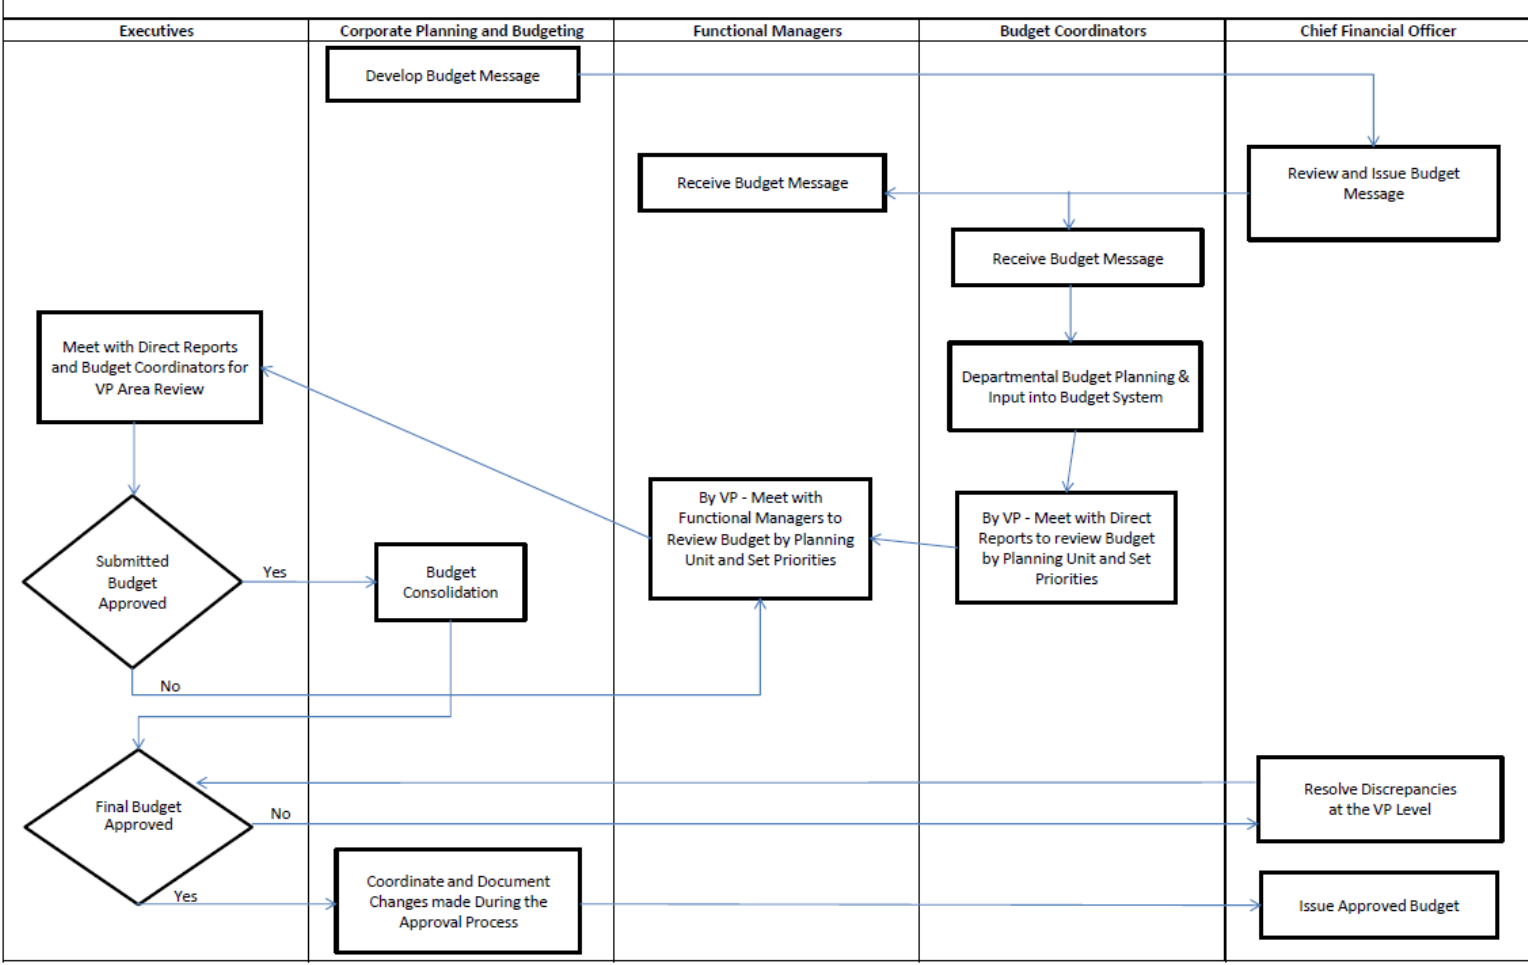 Executives
Corporate Planning and Budgeting
Functional Managers
Budget Coordinators
Chief Financial Officer
Develop Budget Message
Review and Issue Budget
Message
Receive Budget Message
Receive Budget Message
Meet with Direct Reports
and Budget Coordinators for
VP Area Review
Departmental Budget Planning &
Input into Budget System
By VP - Meet with
Functional Managers to
Review Budget by Planning
Unit and Set Priorities
By VP - Meet with Direct
Reports to review Budget
by Planning Unit and Set
Priorities
Submitted
Budget
Approved
Yes
Budget
Consolidation
No
Final Budget
Approved
No
Resolve Discrepancies
at the VP Level
Yes
Coordinate and Document
Changes made During the
Approval Process
Issue Approved Budget